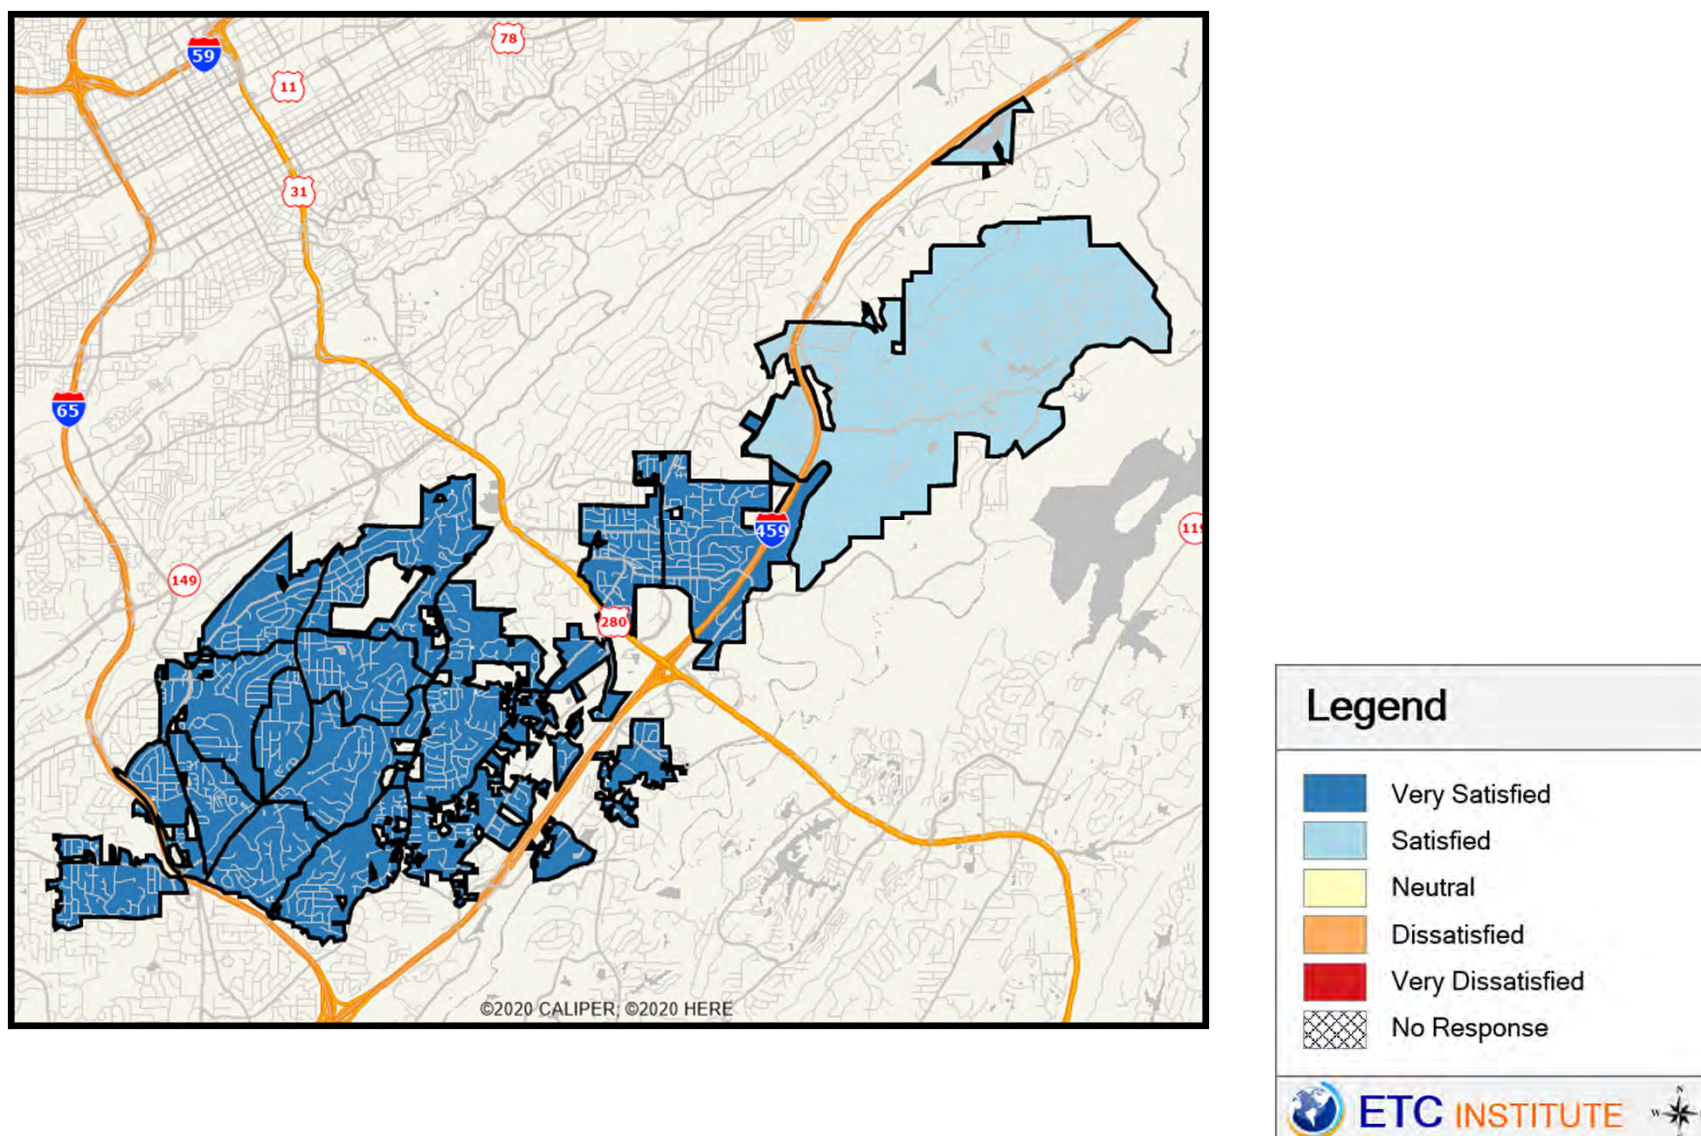 59
78
11
31
65
459
119
149
280
©2020 CALIPER; ©2020 HERE
Legend
Very Satisfied
Satisfied
Neutral
Dissatisfied
Very Dissatisfied
No Response
ETC INSTITUTE
N
W